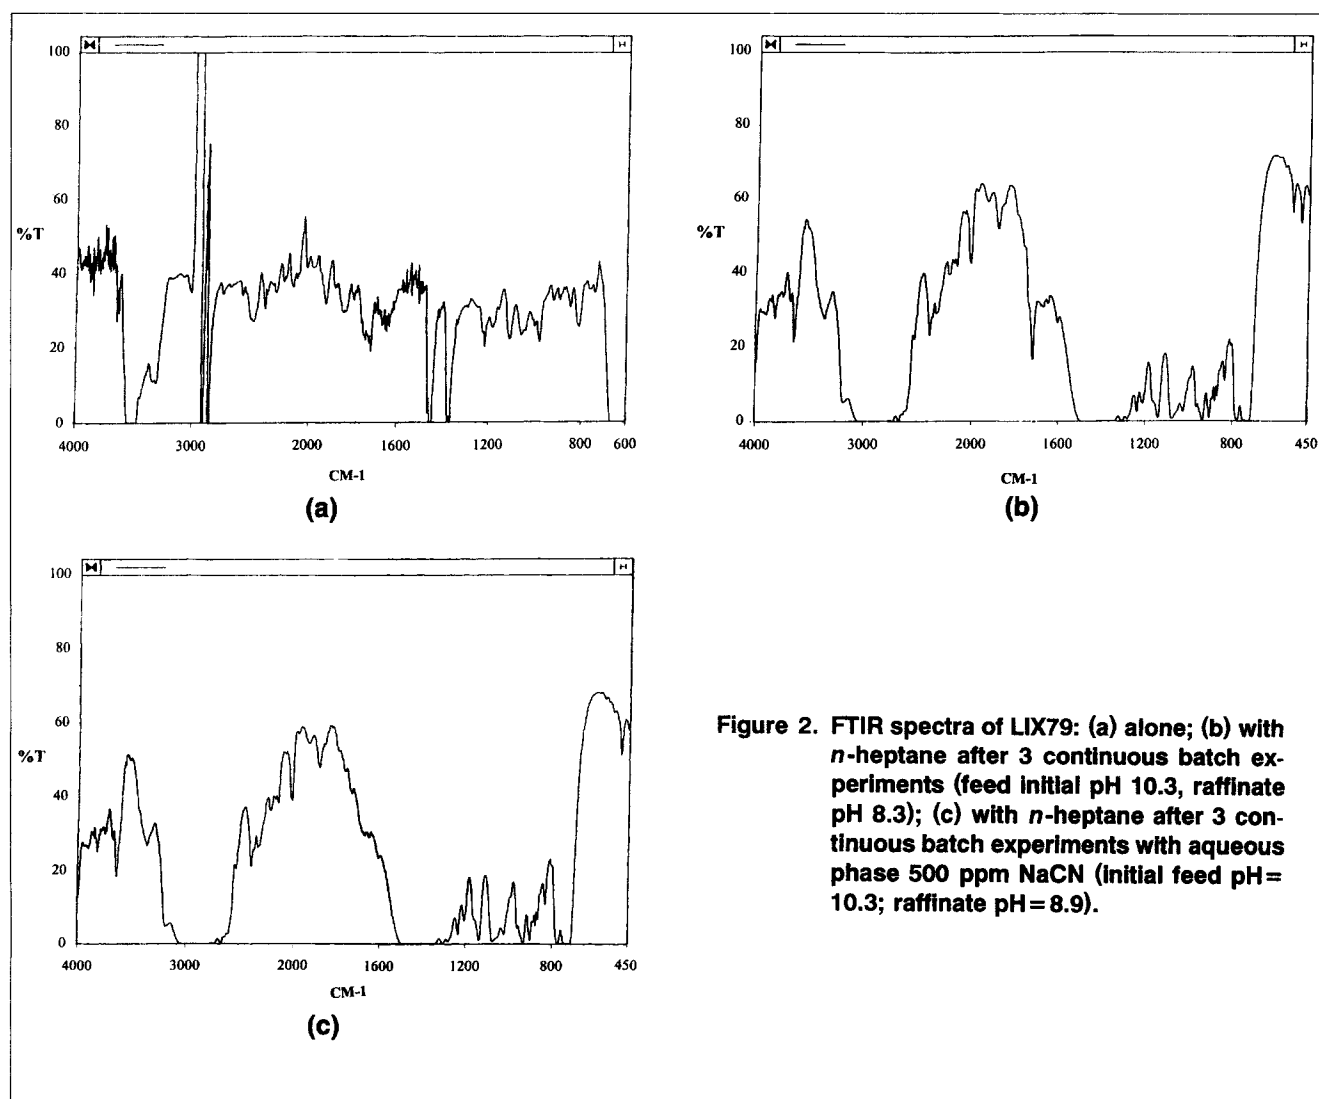 100
80
60
%T
40
20
0
4000 3000 2000 1600 1200 800 600
CM-1
(a)
H
100
80
60
%T
40
20
0
4000 3000 2000 1600 1200 800 450
CM-1
(b)
H
100
80
60
%T
40
20
0
4000 3000 2000 1600 1200 800 450
CM-1
(c)
H
Figure 2. FTIR spectra of LIX79: (a) alone; (b) with
n-heptane after 3 continuous batch ex-
periments (feed initial pH 10.3, raffinate
pH 8.3); (c) with n-heptane after 3 con-
tinuous batch experiments with aqueous
phase 500 ppm NaCN (initial feed pH=
10.3; raffinate pH=8.9).